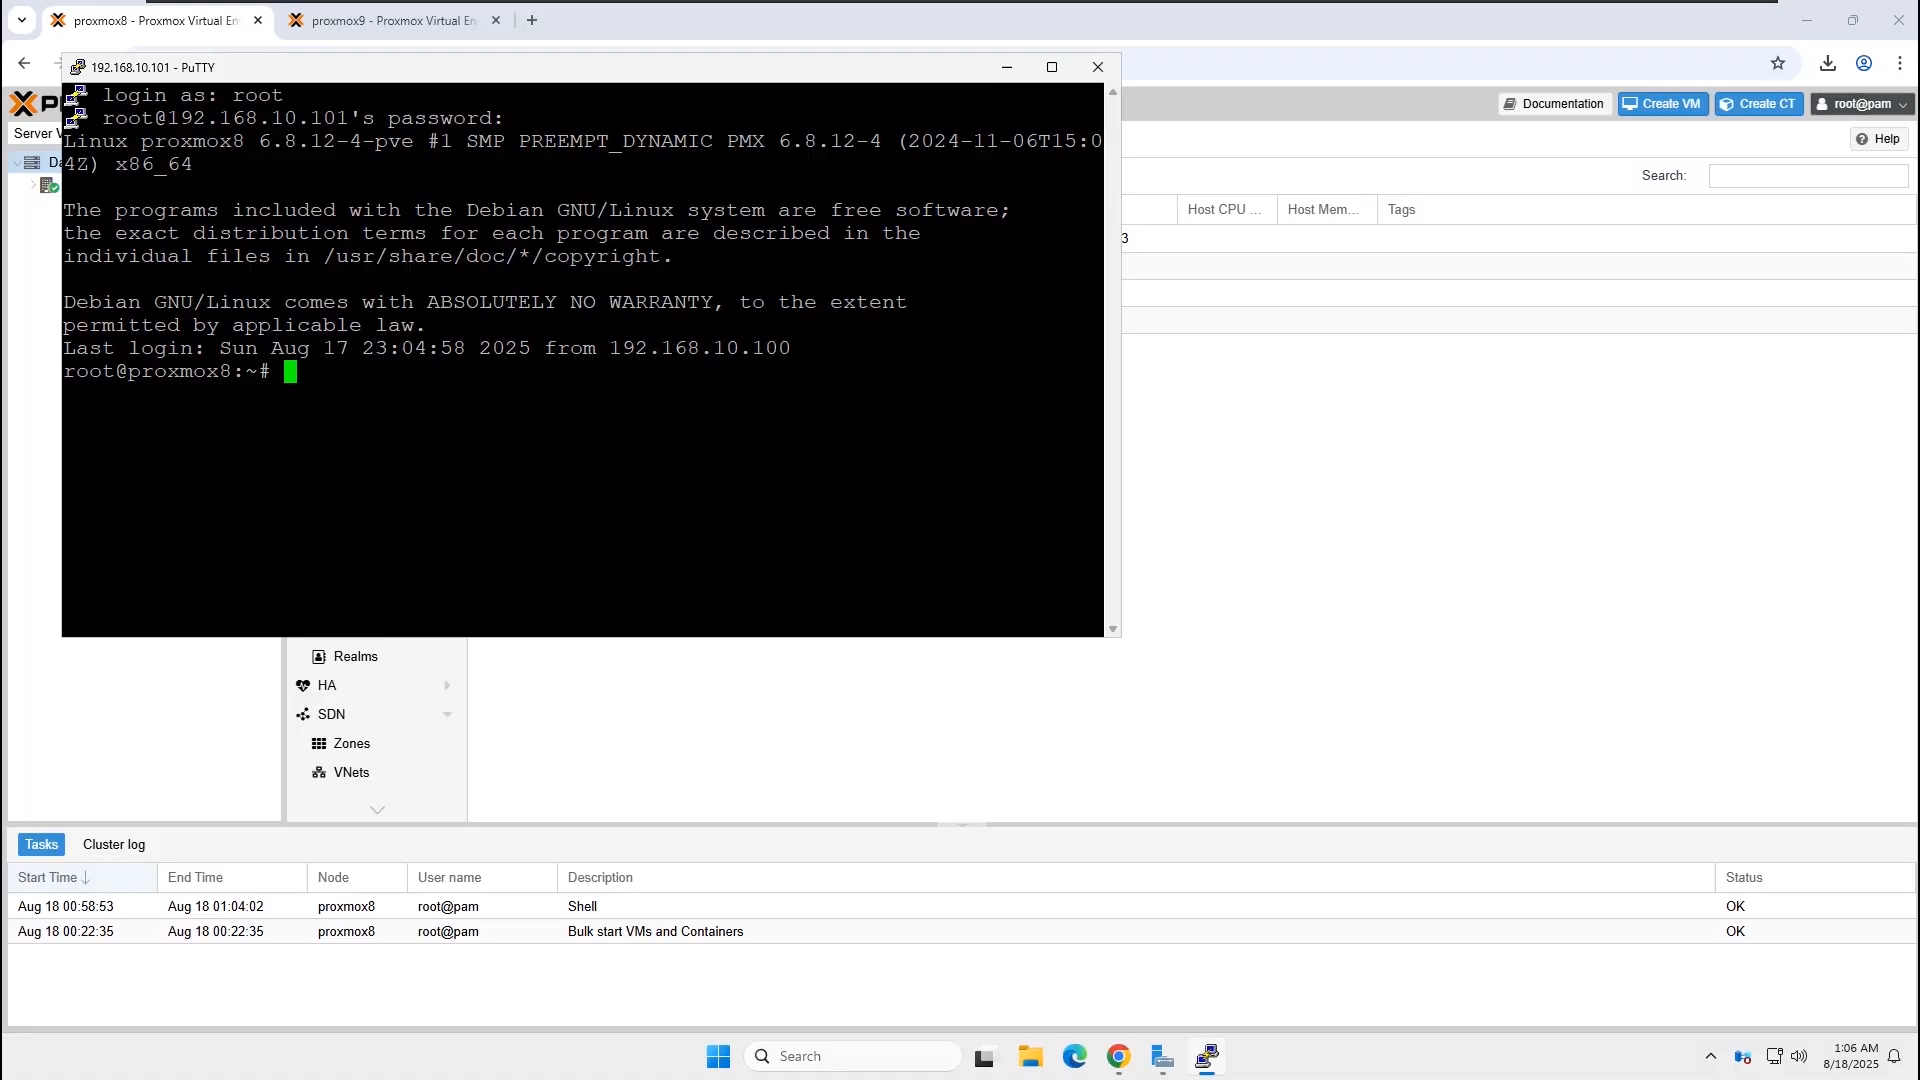 proxmox8 - Proxmox Virtual En
proxmox9 - Proxmox Virtual En
192.168.10.101 - PuTTY
login as: root
root@192.168.10.101's password:
Linux proxmox8 6.8.12-4-pve #1 SMP PREEMPT_DYNAMIC PMX 6.8.12-4 (2024-11-06T15:0
4Z) x86_64
The programs included with the Debian GNU/Linux system are free software;
the exact distribution terms for each program are described in the
individual files in /usr/share/doc/*/copyright.
Debian GNU/Linux comes with ABSOLUTELY NO WARRANTY, to the extent
permitted by applicable law.
Last login: Sun Aug 17 23:04:58 2025 from 192.168.10.100
root@proxmox8:~#
Documentation
Create VM
Create CT
root@pam
Server V
Help
Da
Search:
Host CPU ...
Host Mem...
Tags
3
Realms
HA
SDN
Zones
VNets
Tasks
Cluster log
Start Time
End Time
Node
User name
Description
Status
Aug 18 00:58:53
Aug 18 01:04:02
proxmox8
root@pam
Shell
OK
Aug 18 00:22:35
Aug 18 00:22:35
proxmox8
root@pam
Bulk start VMs and Containers
OK
Search
1:06 AM
8/18/2025